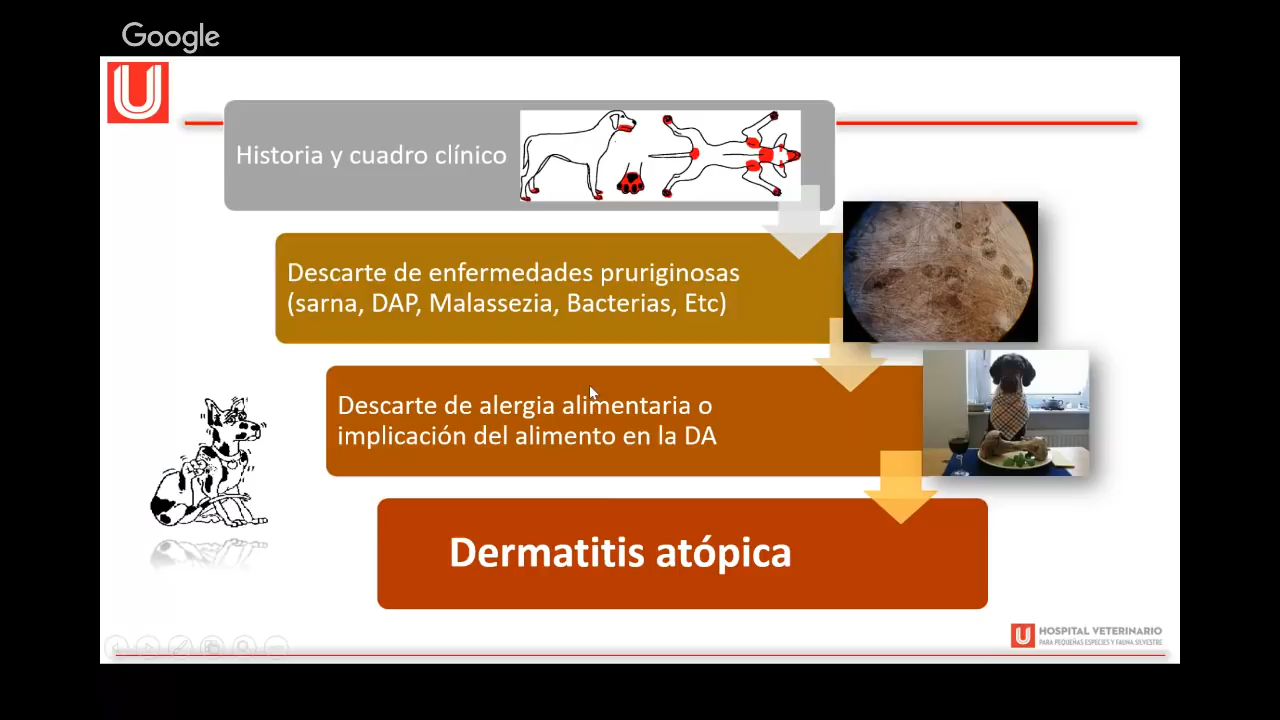 Google
U
Historia y cuadro clínico
Descarte de enfermedades pruriginosas
(sarna, DAP, Malassezia, Bacterias, Etc)
Descarte de alergia alimentaria o
implicación del alimento en la DA
Dermatitis atópica
U HOSPITAL VETERINARIO
PARA PEQUEÑAS ESPECIES Y FAUNA SILVESTRE